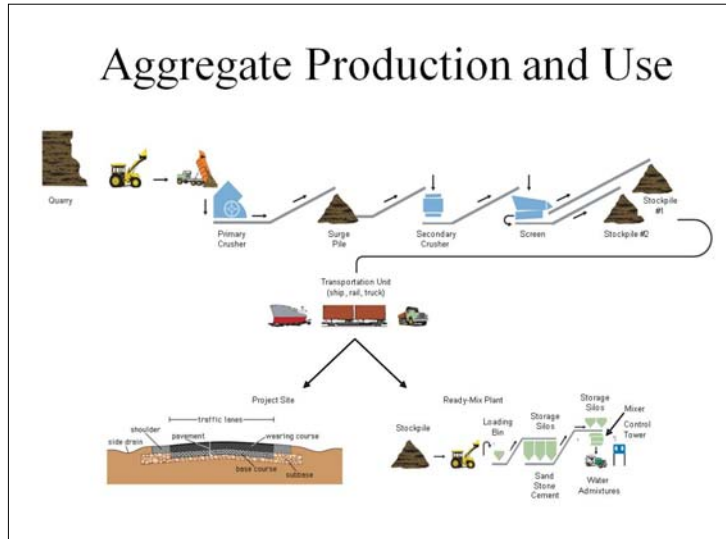 Aggregate Production and Use
Quarry
Primary
Crusher
Surge
Pile
Secondary
Crusher
Screen
Stockpile #2
Stockpile
#1
Transportation Unit
(ship, rail, truck)
Project Site
traffic lanes
shoulder
pavement
wearing course
side drain
base course
subbase
Ready-Mix Plant
Stockpile
Loading
Bin
Storage
Silos
Sand
Stone
Cement
Storage
Silos
Mixer
Control
Tower
Water
Admixtures